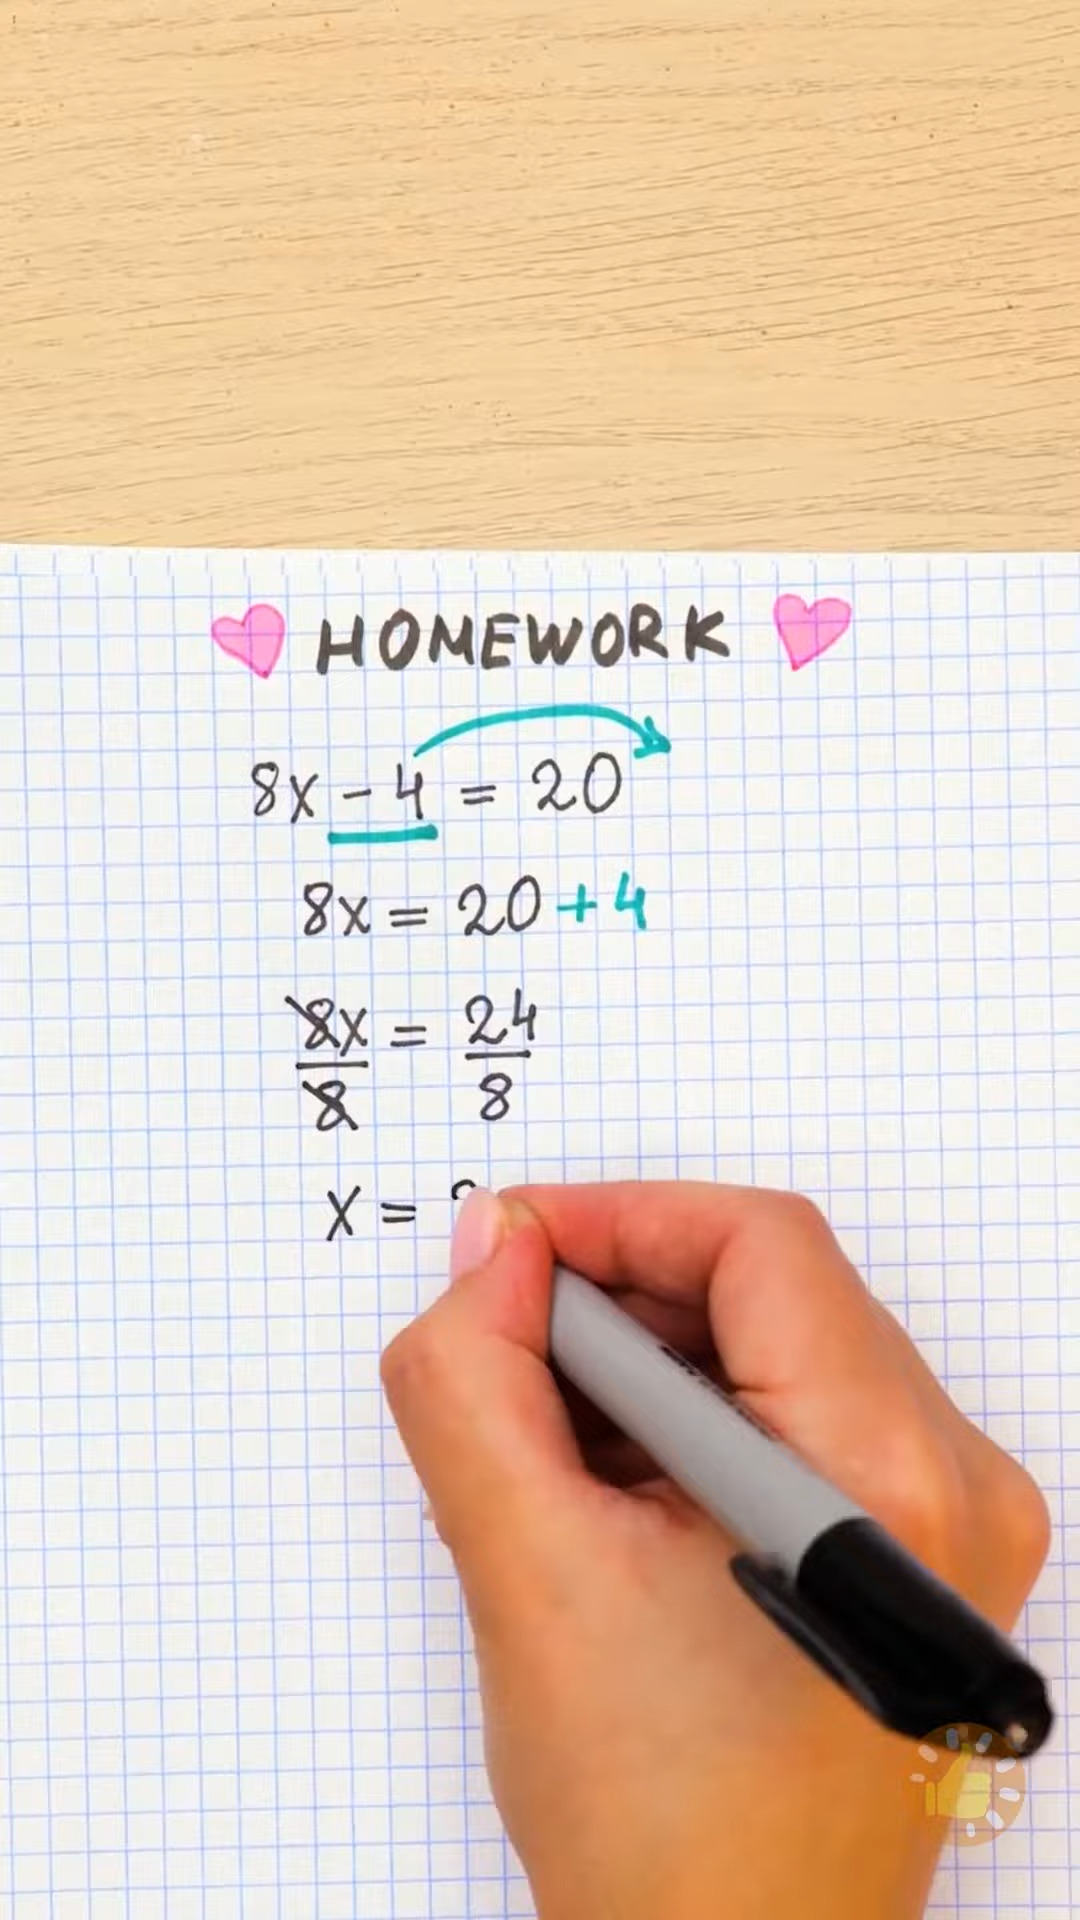 HOMEWORK
8x - 4 = 20
8x = 20 + 4
8x/8 = 24/8
x =